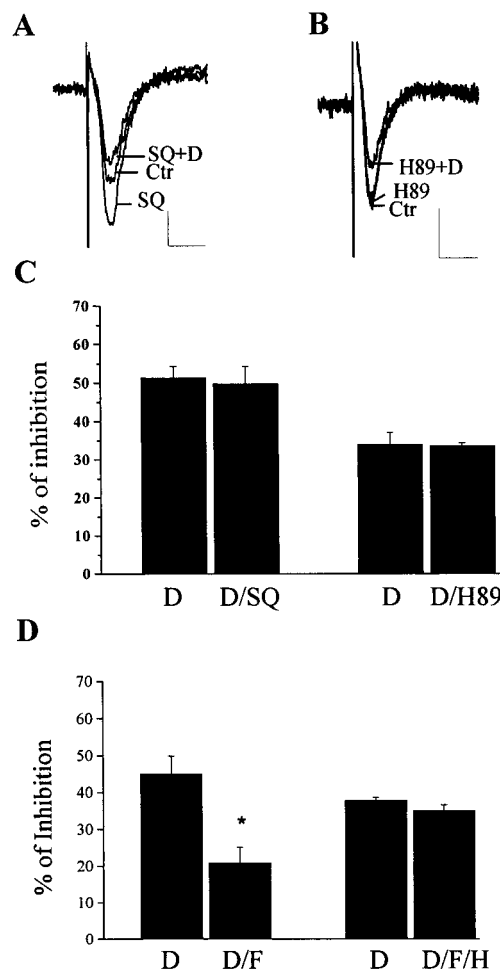 A
B
SQ+D
Ctr
SQ
H89+D
H89
Ctr
C
% of inhibition
70
60
50
40
30
20
10
0
D D/SQ D D/H89
D
% of Inhibition
70
60
50
40
30
20
10
0
*
D D/F D D/F/H